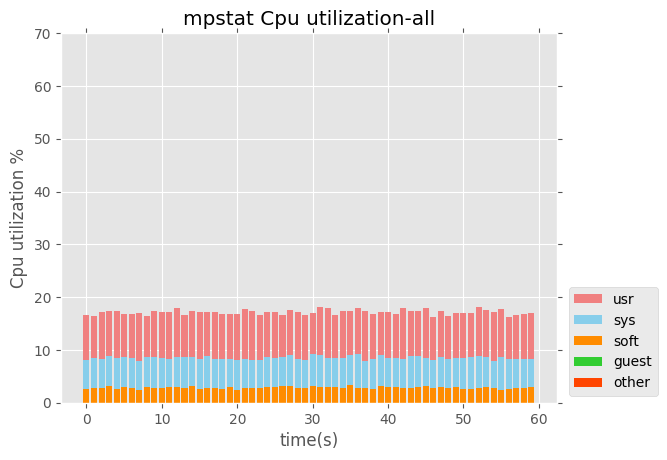 mpstat Cpu utilization-all
Cpu utilization %
70
60
50
40
30
20
10
0
0 10 20 30 40 50 60
time(s)
usr
sys
soft
guest
other